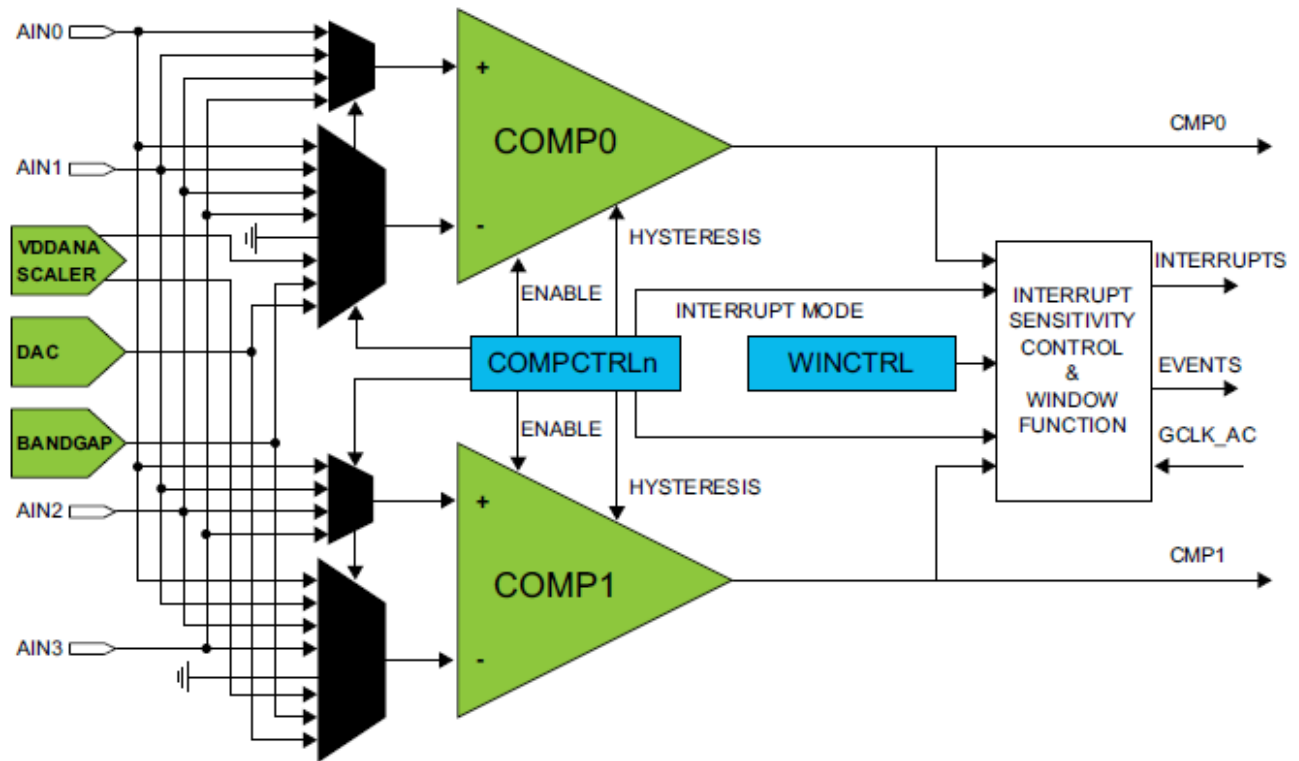 AIN0
+
COMP0
-
CMP0
AIN1
VDDANA
SCALER
HYSTERESIS
ENABLE
INTERRUPT MODE
INTERRUPT
SENSITIVITY
CONTROL
&
WINDOW
FUNCTION
INTERRUPTS
DAC
COMPCTRLn
WINCTRL
EVENTS
BANDGAP
ENABLE
GCLK_AC
HYSTERESIS
AIN2
+
COMP1
-
CMP1
AIN3